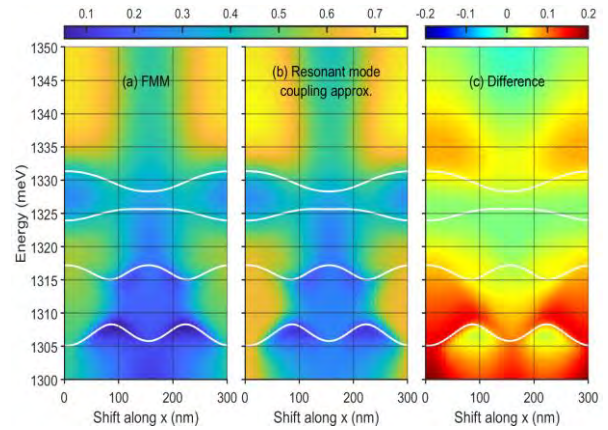 0.1 0.2 0.3 0.4 0.5 0.6 0.7
-0.2 -0.1 0 0.1 0.2
(a) FMM
(b) Resonant mode
coupling approx.
(c) Difference
Energy (meV)
1350
1345
1340
1335
1330
1325
1320
1315
1310
1305
1300
0 100 200 300
0 100 200 300
0 100 200 300
Shift along x (nm)
Shift along x (nm)
Shift along x (nm)